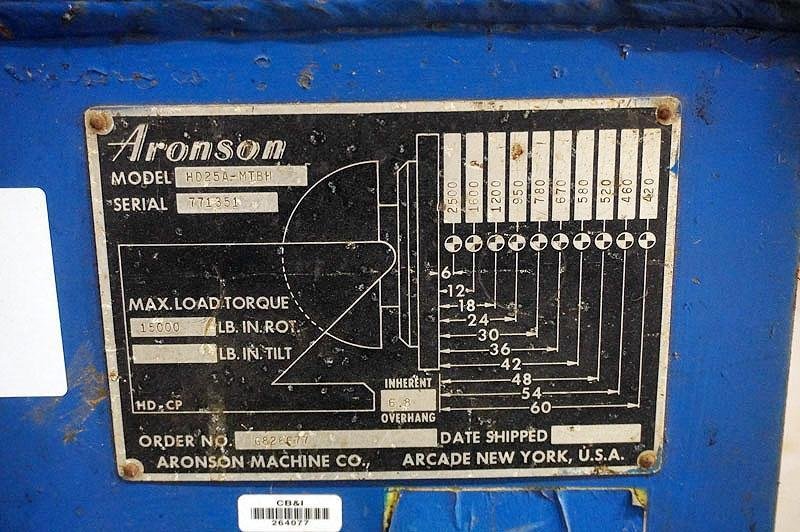 Aronson
MODEL HD25A-MTBH
SERIAL 771351
2500 1600 1200 950 780 670 580 520 460 420
6
12
18
24
30
36
42
48
54
60
MAX. LOAD TORQUE
15000 LB. IN. ROT.
LB. IN. TILT
INHERENT
6.8
OVERHANG
HD-CP
ORDER NO. DATE SHIPPED
ARONSON MACHINE CO., ARCADE NEW YORK, U.S.A.
CB&I
264077